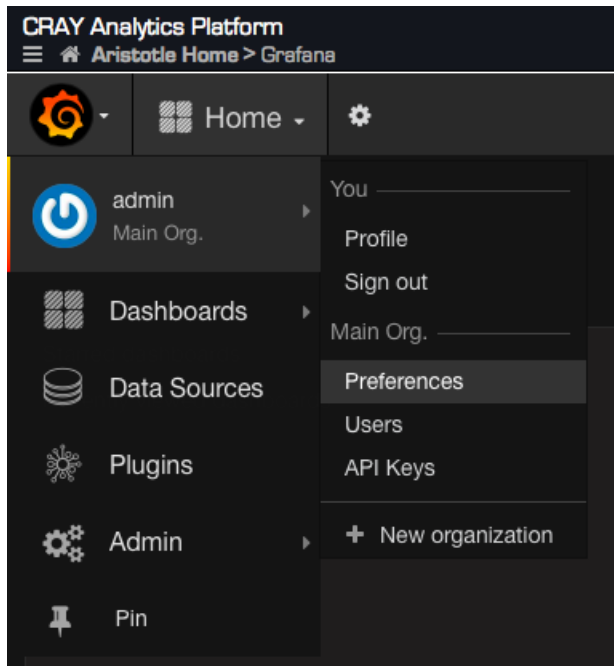 CRAY Analytics Platform
Aristotle Home > Grafana
Home
admin
Main Org.
Dashboards
Data Sources
Plugins
Admin
Pin
You
Profile
Sign out
Main Org.
Preferences
Users
API Keys
+ New organization